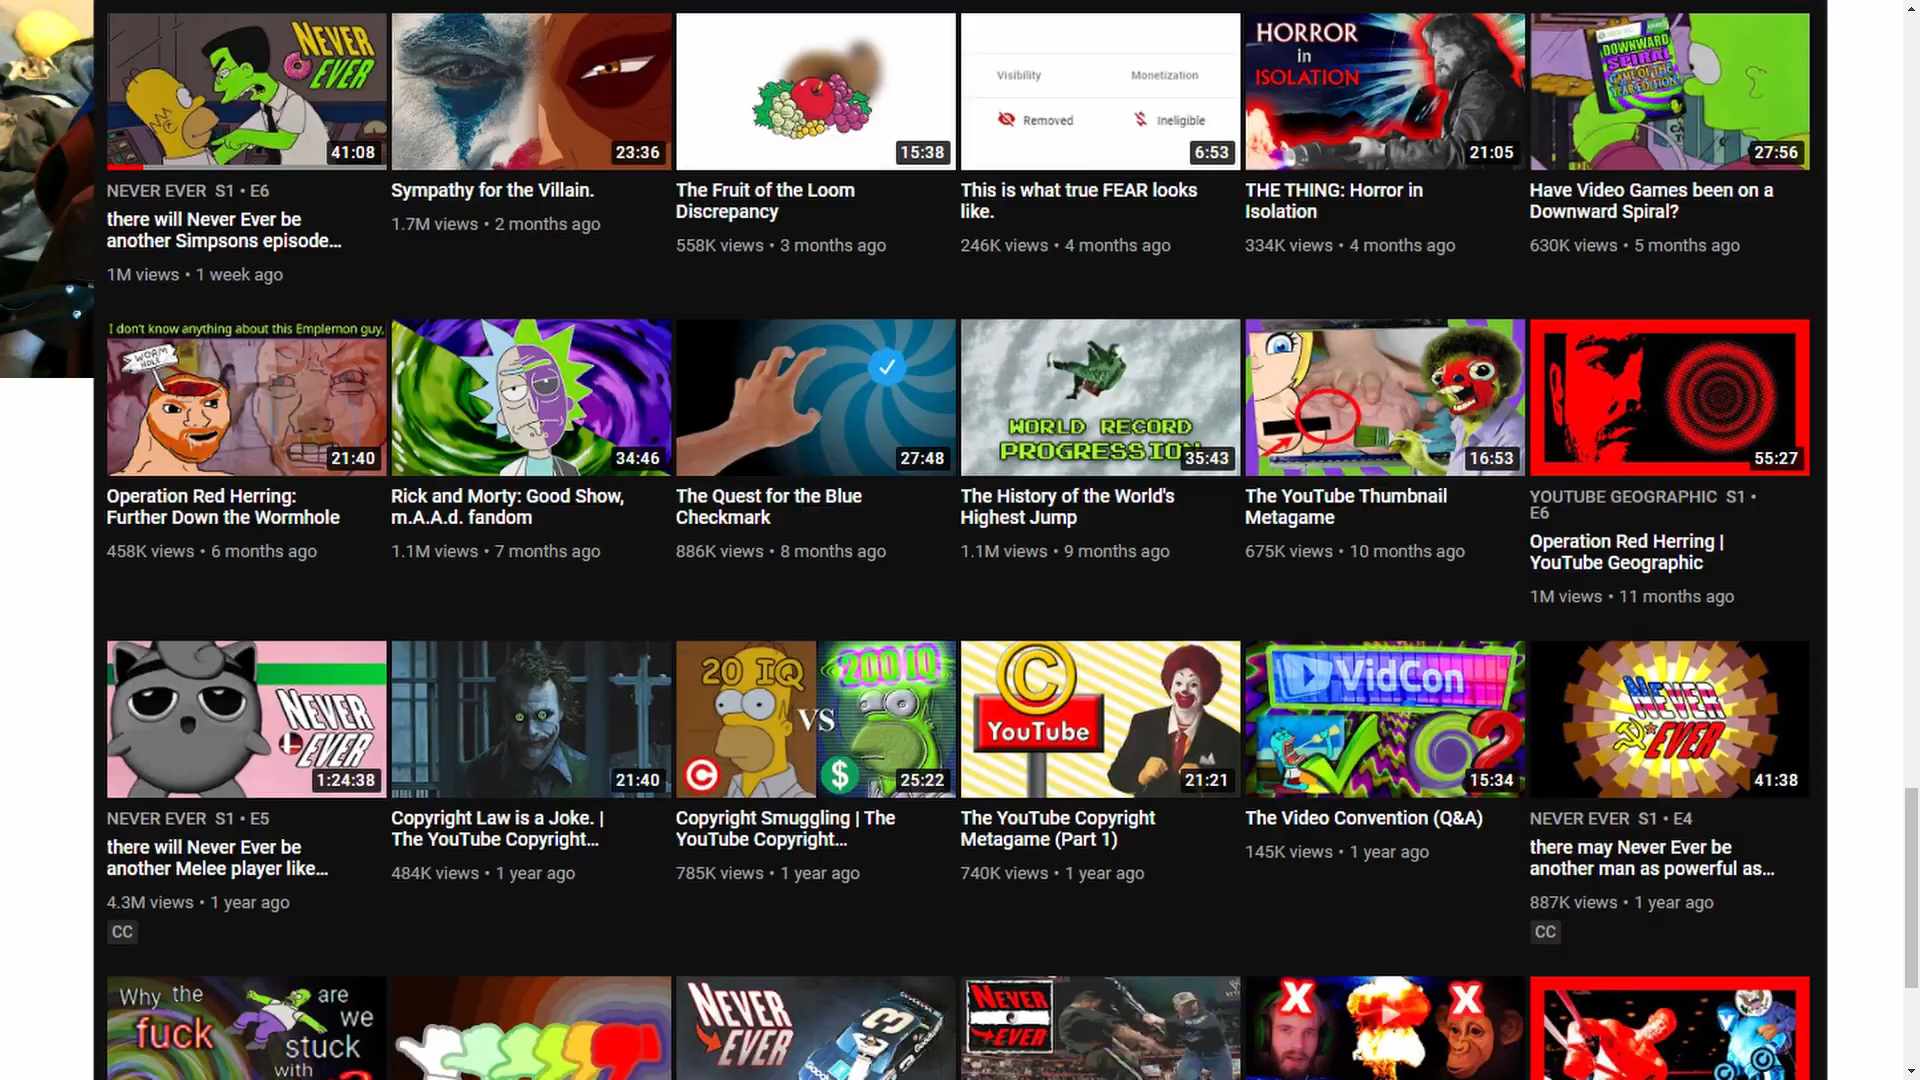 NEVER
EVER
41:08
NEVER EVER S1 • E6
there will Never Ever be
another Simpsons episode...
1M views • 1 week ago
23:36
Sympathy for the Villain.
1.7M views • 2 months ago
15:38
The Fruit of the Loom
Discrepancy
558K views • 3 months ago
Visibility Monetization
Removed Ineligible
6:53
This is what true FEAR looks
like.
246K views • 4 months ago
HORROR
in
ISOLATION
21:05
THE THING: Horror in
Isolation
334K views • 4 months ago
DOWNWARD
SPIRAL
GAME OF THE
YEAR EDITION
27:56
Have Video Games been on a
Downward Spiral?
630K views • 5 months ago
I don't know anything about this Emplemon guy,
WORM
HOLE
21:40
Operation Red Herring:
Further Down the Wormhole
458K views • 6 months ago
34:46
Rick and Morty: Good Show,
m.A.A.d. fandom
1.1M views • 7 months ago
27:48
The Quest for the Blue
Checkmark
886K views • 8 months ago
WORLD RECORD
PROGRESSION
35:43
The History of the World's
Highest Jump
1.1M views • 9 months ago
16:53
The YouTube Thumbnail
Metagame
675K views • 10 months ago
55:27
YOUTUBE GEOGRAPHIC S1 •
E6
Operation Red Herring |
YouTube Geographic
1M views • 11 months ago
NEVER
EVER
1:24:38
NEVER EVER S1 • E5
there will Never Ever be
another Melee player like...
4.3M views • 1 year ago
CC
21:40
Copyright Law is a Joke. |
The YouTube Copyright...
484K views • 1 year ago
20 IQ
VS
200 IQ
25:22
Copyright Smuggling | The
YouTube Copyright...
785K views • 1 year ago
YouTube
21:21
The YouTube Copyright
Metagame (Part 1)
740K views • 1 year ago
VidCon
15:34
The Video Convention (Q&A)
145K views • 1 year ago
NEVER
EVER
41:38
NEVER EVER S1 • E4
there may Never Ever be
another man as powerful as...
887K views • 1 year ago
CC
Why the
fuck
are
we
stuck
with
NEVER
EVER
3
NEVER
EVER
X X